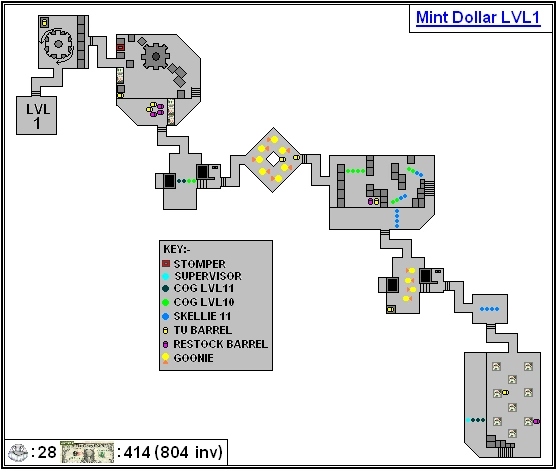 Mint Dollar LVL1
LVL
1
KEY:-
STOMPER
SUPERVISOR
COG LVL11
COG LVL10
SKELLIE 11
TU BARREL
RESTOCK BARREL
GOONIE
:28 :414 (804 inv)